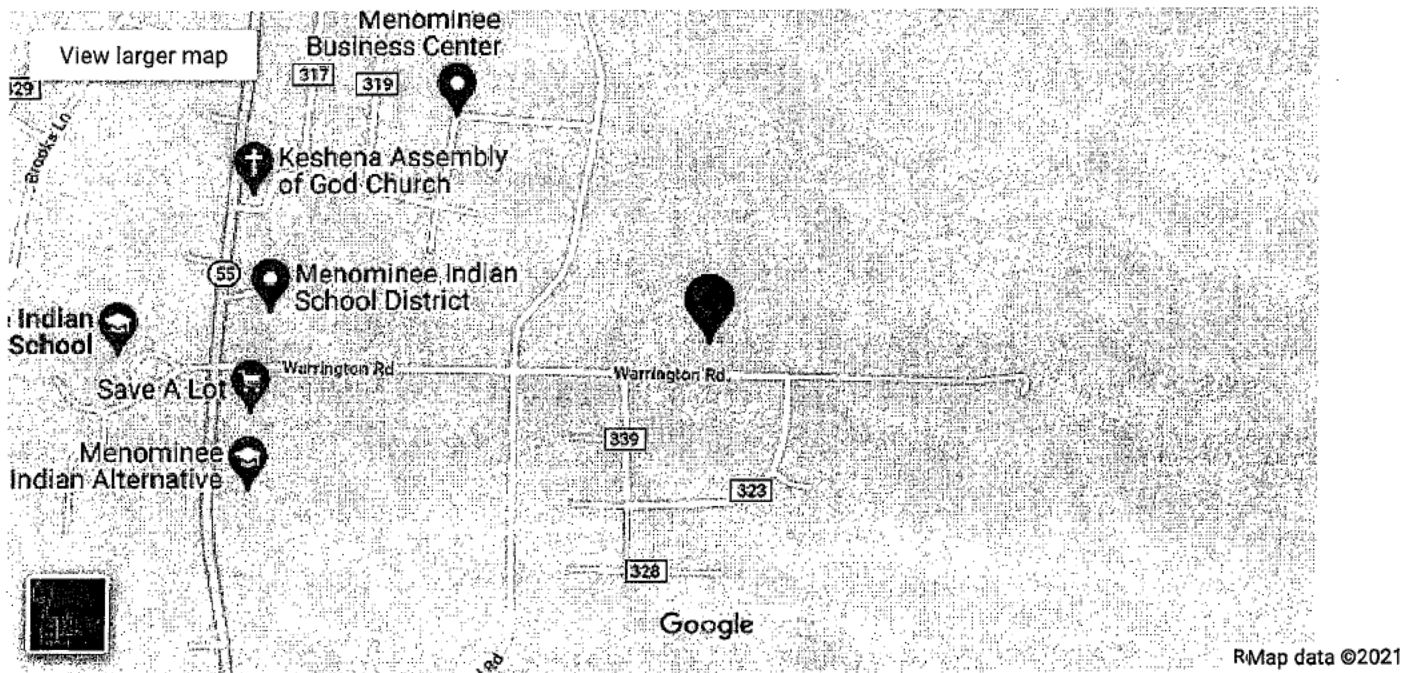 Menominee
Business Center
View larger map
317
319
329
Brooks Ln
Keshena Assembly
of God Church
55
Menominee Indian
School District
Indian
School
Warrington Rd
Warrington Rd
Save A Lot
339
Menominee
Indian Alternative
323
328
Google
Rd
Map data ©2021